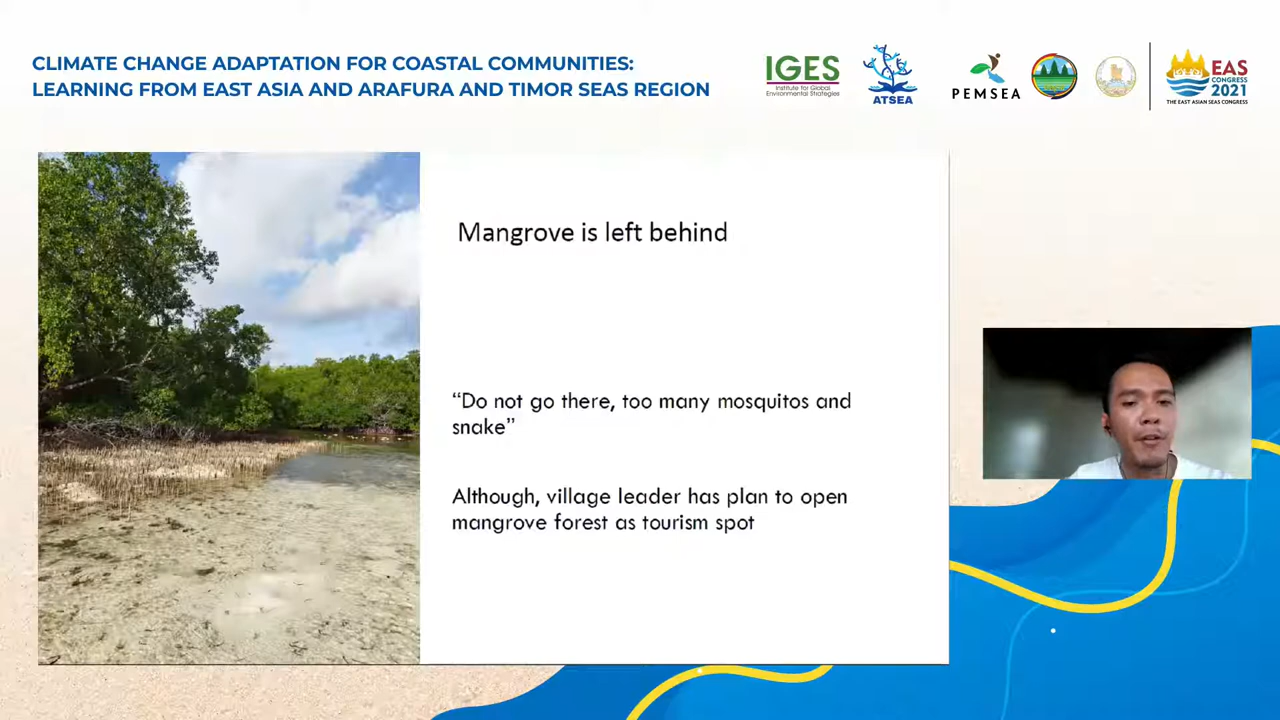 CLIMATE CHANGE ADAPTATION FOR COASTAL COMMUNITIES:
LEARNING FROM EAST ASIA AND ARAFURA AND TIMOR SEAS REGION
IGES
Institute for Global
Environmental Strategies
ATSEA
PEMSEA
EAS
CONGRESS
2021
THE EAST ASIAN SEAS CONGRESS
Mangrove is left behind
“Do not go there, too many mosquitos and
snake”
Although, village leader has plan to open
mangrove forest as tourism spot